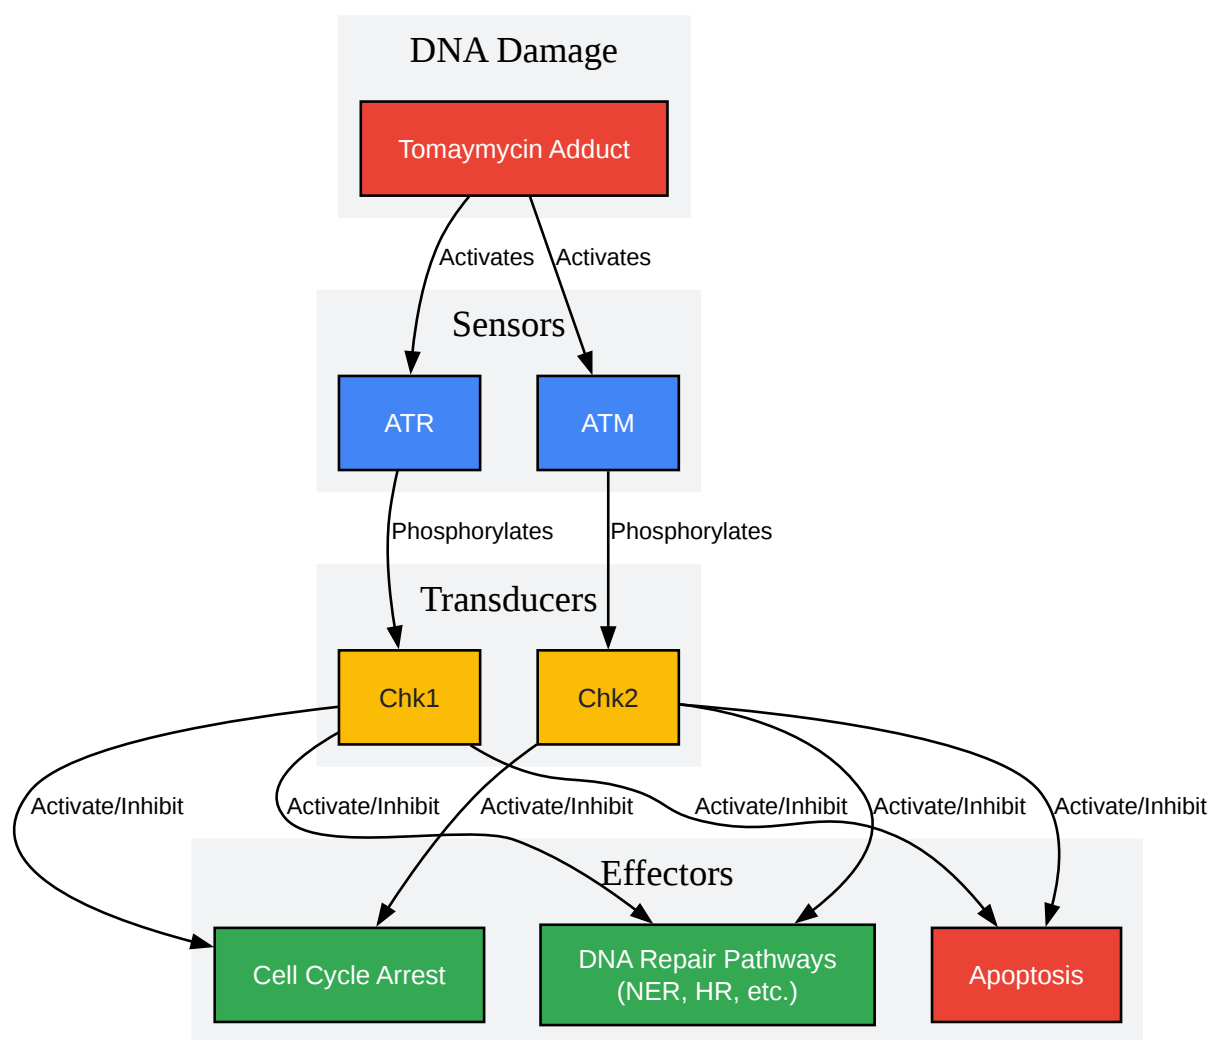 DNA Damage
Tomaymycin Adduct
Activates
Activates
Sensors
ATR
ATM
Phosphorylates
Phosphorylates
Transducers
Chk1
Chk2
Activate/Inhibit
Activate/Inhibit
Activate/Inhibit
Activate/Inhibit
Activate/Inhibit
Activate/Inhibit
Effectors
Cell Cycle Arrest
DNA Repair Pathways
(NER, HR, etc.)
Apoptosis